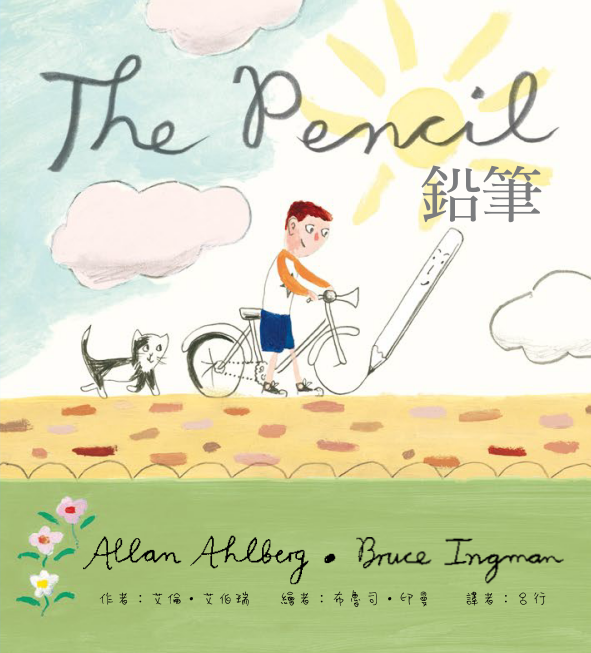 The Pencil
鉛筆
Allan Ahlberg • Bruce Ingman
作者：艾倫・艾伯瑞 繪者：布魯司・印曼 譯者：呂行